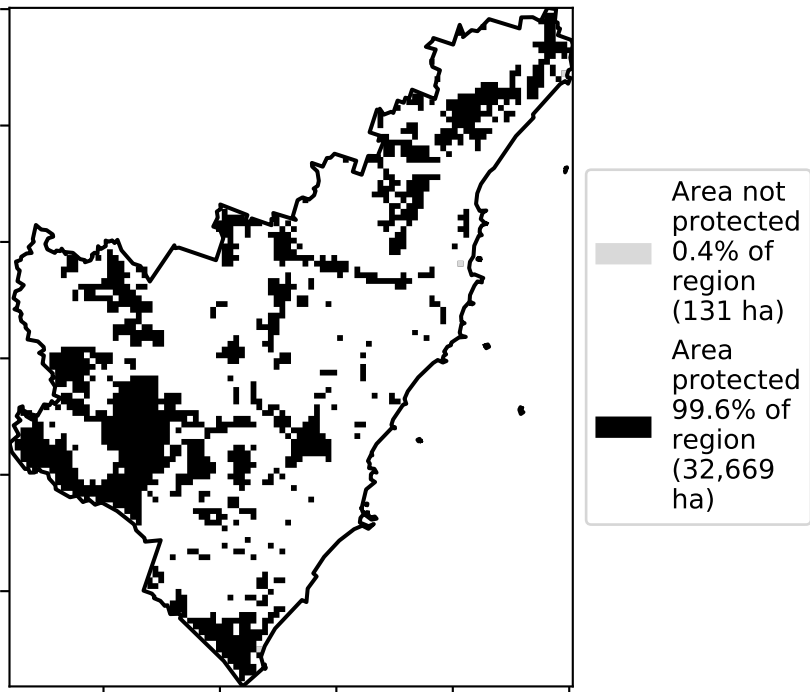 Area not
protected
0.4% of
region
(131 ha)
Area
protected
99.6% of
region
(32,669
ha)